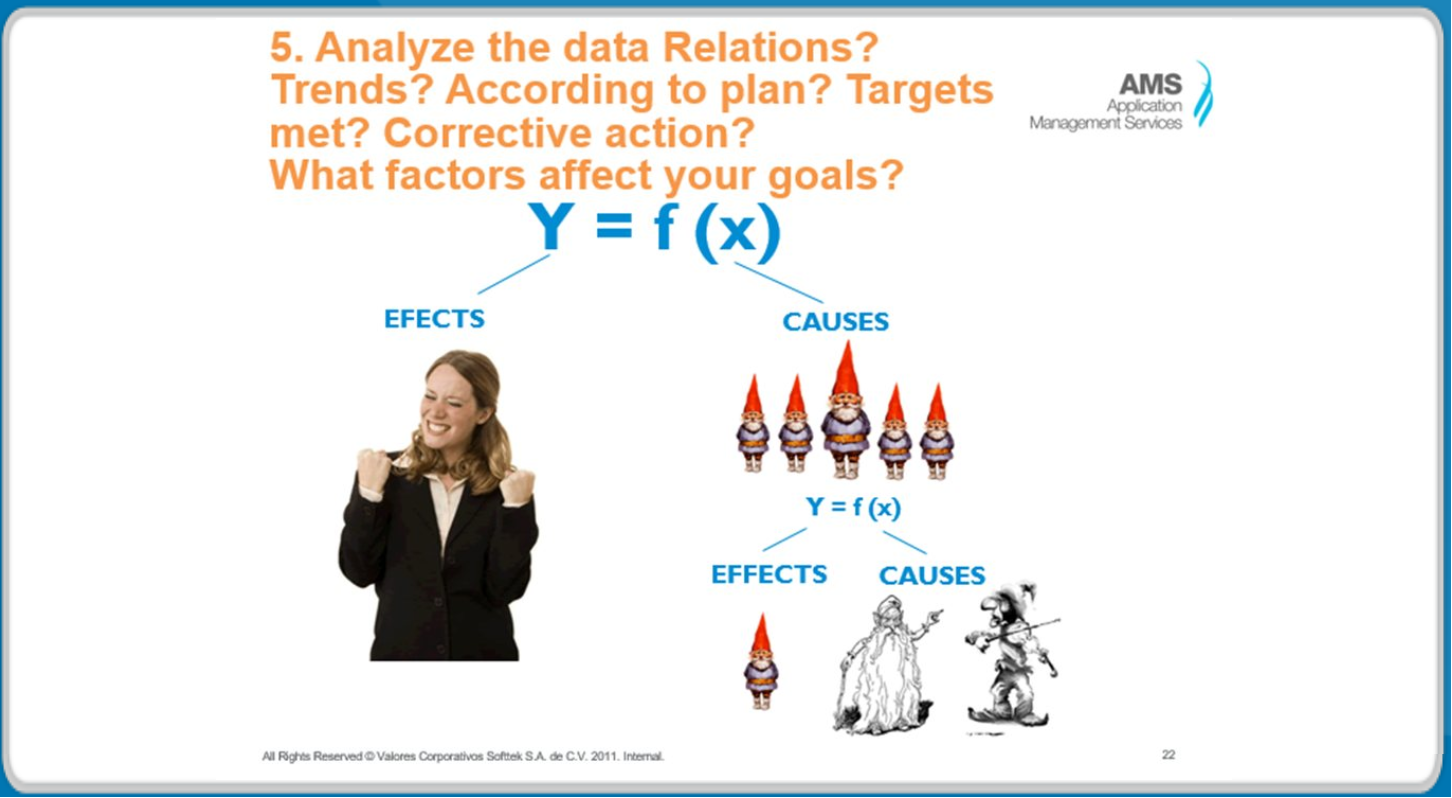 5. Analyze the data Relations?
Trends? According to plan? Targets
met? Corrective action?
What factors affect your goals?
AMS
Application
Management Services
Y = f (x)
EFECTS
CAUSES
Y = f (x)
EFFECTS
CAUSES
All Rights Reserved © Valores Corporativos Softtek S.A. de C.V. 2011. Internal.
22